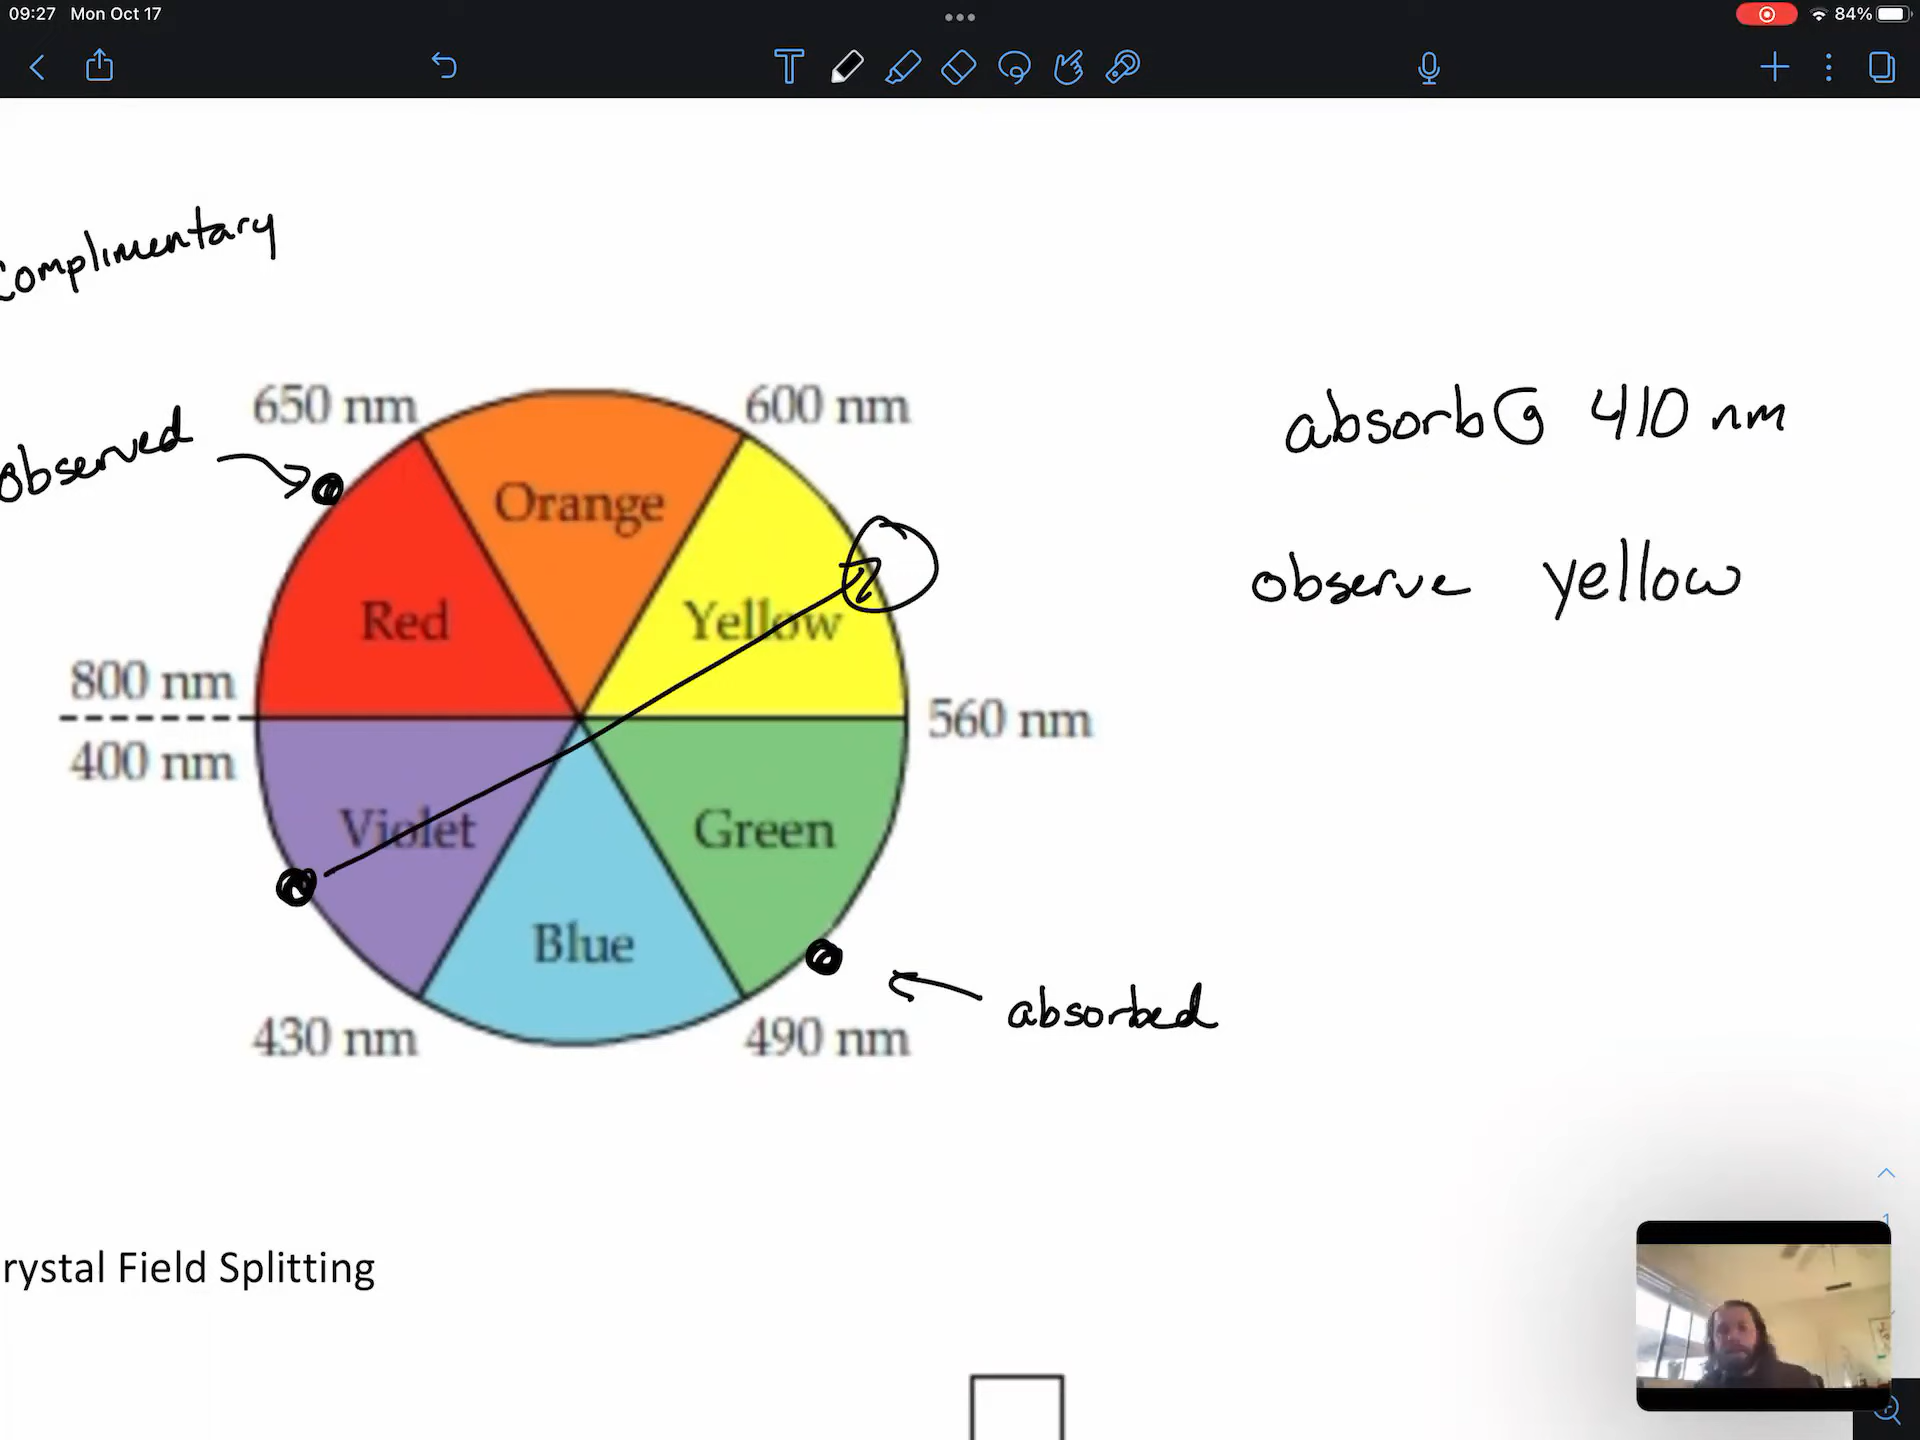 09:27 Mon Oct 17
84%
Complimentary
650 nm
600 nm
absorb @ 410 nm
Observed
Orange
observe yellow
Red
Yellow
800 nm
560 nm
400 nm
Violet
Green
Blue
absorbed
430 nm
490 nm
1
rystal Field Splitting